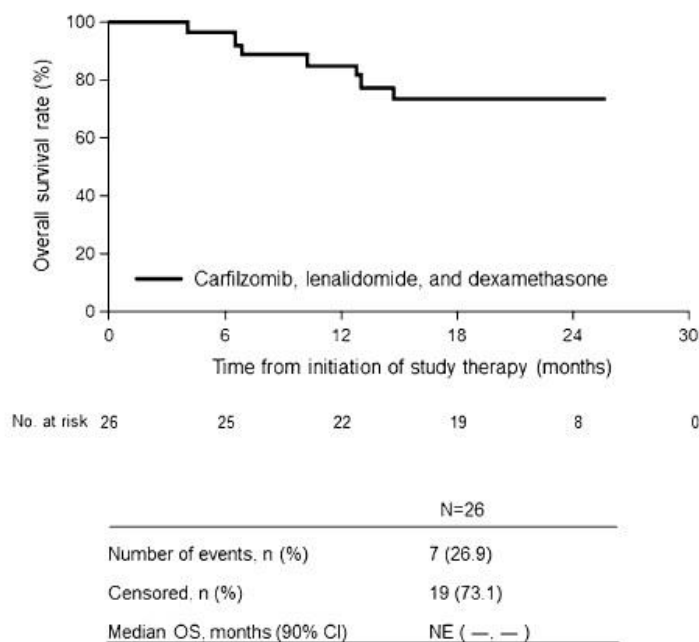 100
80
60
40
20
0
Overall survival rate (%)
Carfilzomib, lenalidomide, and dexamethasone
0 6 12 18 24 30
Time from initiation of study therapy (months)
No. at risk 26 25 22 19 8 0
N=26
Number of events, n (%) 7 (26.9)
Censored, n (%) 19 (73.1)
Median OS, months (90% CI) NE ( —, — )